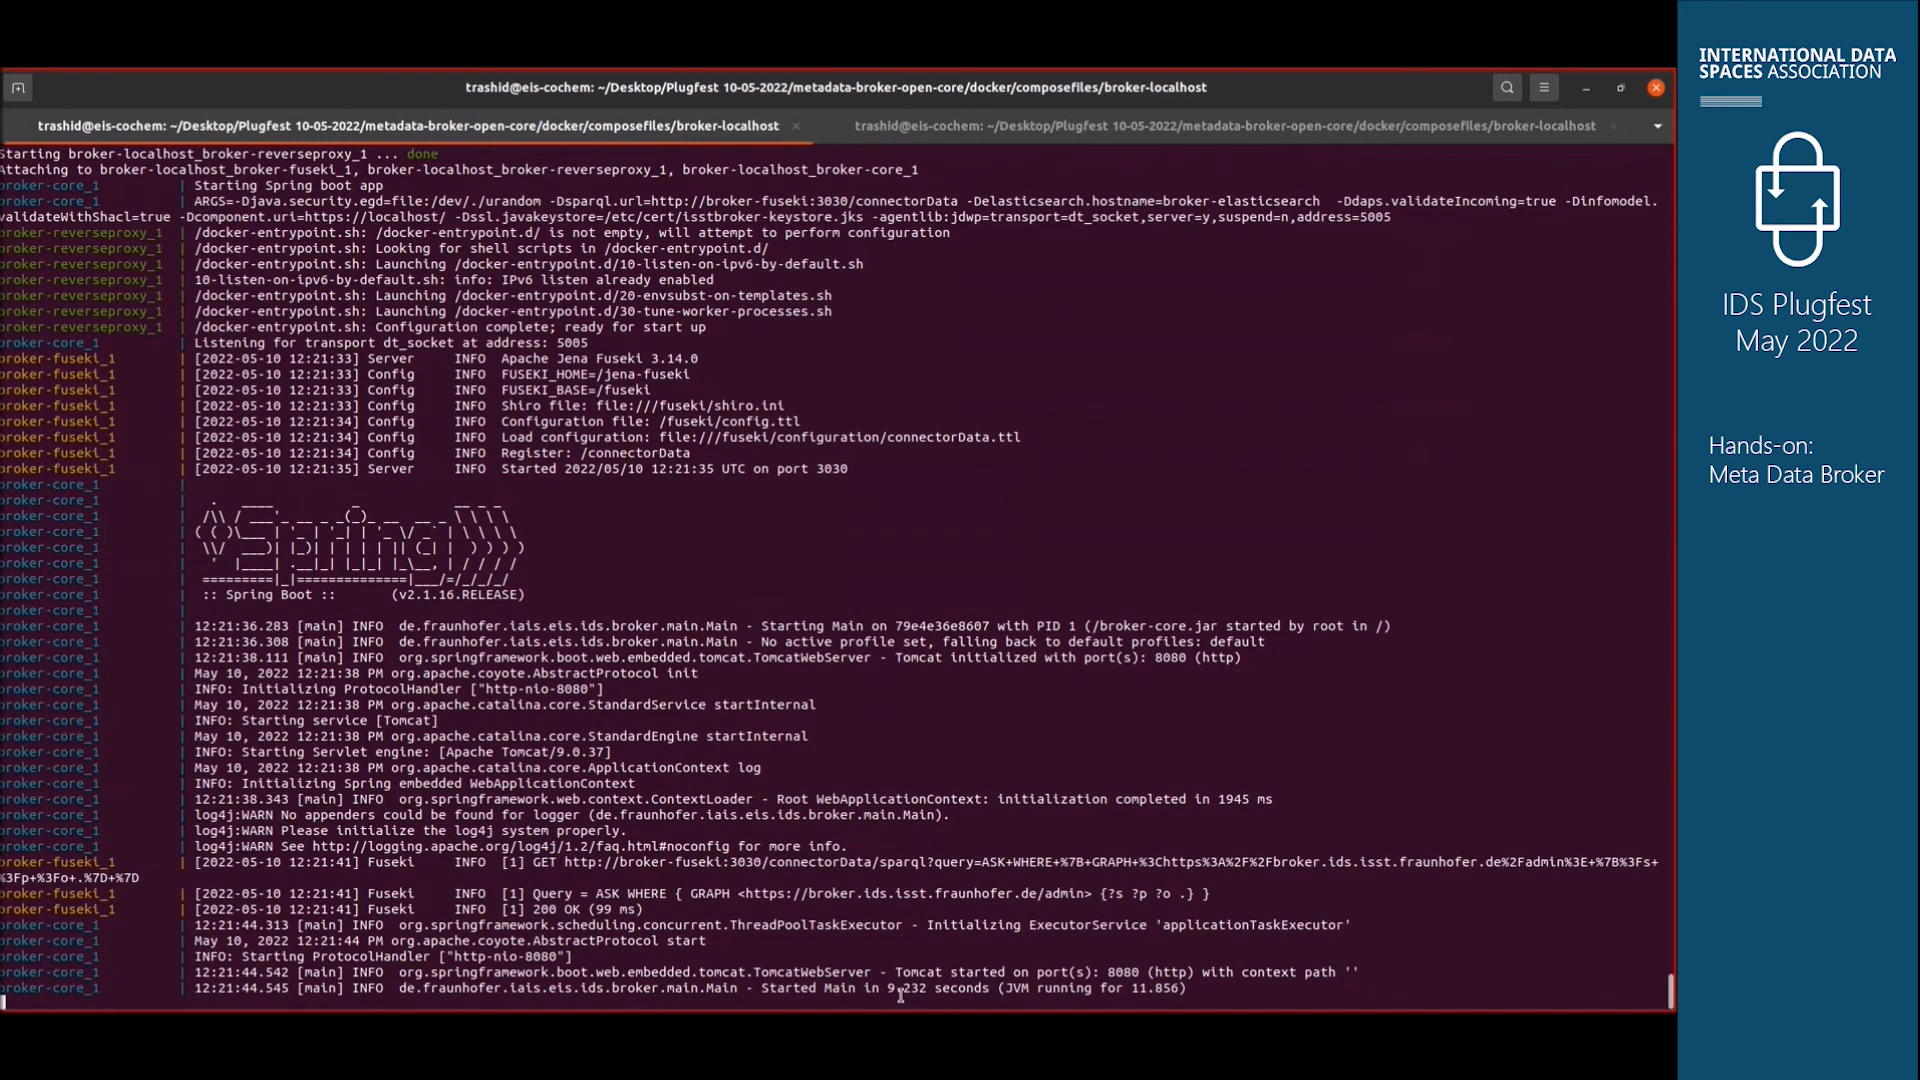 trashid@eis-cochem: ~/Desktop/Plugfest 10-05-2022/metadata-broker-open-core/docker/composefiles/broker-localhost
trashid@eis-cochem: ~/Desktop/Plugfest 10-05-2022/metadata-broker-open-core/docker/composefiles/broker-localhost
trashid@eis-cochem: ~/Desktop/Plugfest 10-05-2022/metadata-broker-open-core/docker/composefiles/broker-localhost
Starting broker-localhost_broker-reverseproxy_1 ... done
Attaching to broker-localhost_broker-fuseki_1, broker-localhost_broker-reverseproxy_1, broker-localhost_broker-core_1
broker-core_1 | Starting Spring boot app
broker-core_1 | ARGS=-Djava.security.egd=file:/dev/./urandom -Dsparql.url=http://broker-fuseki:3030/connectorData -Delasticsearch.hostname=broker-elasticsearch -Ddaps.validateIncoming=true -Dinfomodel.
validateWithShacl=true -Dcomponent.uri=https://localhost/ -Dssl.javakeystore=/etc/cert/isstbroker-keystore.jks -agentlib:jdwp=transport=dt_socket,server=y,suspend=n,address=5005
broker-reverseproxy_1 | /docker-entrypoint.sh: /docker-entrypoint.d/ is not empty, will attempt to perform configuration
broker-reverseproxy_1 | /docker-entrypoint.sh: Looking for shell scripts in /docker-entrypoint.d/
broker-reverseproxy_1 | /docker-entrypoint.sh: Launching /docker-entrypoint.d/10-listen-on-ipv6-by-default.sh
broker-reverseproxy_1 | 10-listen-on-ipv6-by-default.sh: info: IPv6 listen already enabled
broker-reverseproxy_1 | /docker-entrypoint.sh: Launching /docker-entrypoint.d/20-envsubst-on-templates.sh
broker-reverseproxy_1 | /docker-entrypoint.sh: Launching /docker-entrypoint.d/30-tune-worker-processes.sh
broker-reverseproxy_1 | /docker-entrypoint.sh: Configuration complete; ready for start up
broker-core_1 | Listening for transport dt_socket at address: 5005
broker-fuseki_1 | [2022-05-10 12:21:33] Server INFO Apache Jena Fuseki 3.14.0
broker-fuseki_1 | [2022-05-10 12:21:33] Config INFO FUSEKI_HOME=/jena-fuseki
broker-fuseki_1 | [2022-05-10 12:21:33] Config INFO FUSEKI_BASE=/fuseki
broker-fuseki_1 | [2022-05-10 12:21:33] Config INFO Shiro file: file:///fuseki/shiro.ini
broker-fuseki_1 | [2022-05-10 12:21:34] Config INFO Configuration file: /fuseki/config.ttl
broker-fuseki_1 | [2022-05-10 12:21:34] Config INFO Load configuration: file:///fuseki/configuration/connectorData.ttl
broker-fuseki_1 | [2022-05-10 12:21:34] Config INFO Register: /connectorData
broker-fuseki_1 | [2022-05-10 12:21:35] Server INFO Started 2022/05/10 12:21:35 UTC on port 3030
broker-core_1 |
broker-core_1 |
broker-core_1 |
broker-core_1 | Spring
broker-core_1 |
broker-core_1 |
broker-core_1 |
broker-core_1 | :: Spring Boot :: (v2.1.16.RELEASE)
broker-core_1 |
broker-core_1 | 12:21:36.283 [main] INFO de.fraunhofer.iais.eis.ids.broker.main.Main - Starting Main on 79e4e36e8607 with PID 1 (/broker-core.jar started by root in /)
broker-core_1 | 12:21:36.308 [main] INFO de.fraunhofer.iais.eis.ids.broker.main.Main - No active profile set, falling back to default profiles: default
broker-core_1 | 12:21:38.111 [main] INFO org.springframework.boot.web.embedded.tomcat.TomcatWebServer - Tomcat initialized with port(s): 8080 (http)
broker-core_1 | May 10, 2022 12:21:38 PM org.apache.coyote.AbstractProtocol init
broker-core_1 | INFO: Initializing ProtocolHandler ["http-nio-8080"]
broker-core_1 | May 10, 2022 12:21:38 PM org.apache.catalina.core.StandardService startInternal
broker-core_1 | INFO: Starting service [Tomcat]
broker-core_1 | May 10, 2022 12:21:38 PM org.apache.catalina.core.StandardEngine startInternal
broker-core_1 | INFO: Starting Servlet engine: [Apache Tomcat/9.0.37]
broker-core_1 | May 10, 2022 12:21:38 PM org.apache.catalina.core.ApplicationContext log
broker-core_1 | INFO: Initializing Spring embedded WebApplicationContext
broker-core_1 | 12:21:38.343 [main] INFO org.springframework.web.context.ContextLoader - Root WebApplicationContext: initialization completed in 1945 ms
broker-core_1 | log4j:WARN No appenders could be found for logger (de.fraunhofer.iais.eis.ids.broker.main.Main).
broker-core_1 | log4j:WARN Please initialize the log4j system properly.
broker-core_1 | log4j:WARN See http://logging.apache.org/log4j/1.2/faq.html#noconfig for more info.
broker-fuseki_1 | [2022-05-10 12:21:41] Fuseki INFO [1] GET http://broker-fuseki:3030/connectorData/sparql?query=ASK+WHERE+%7B+GRAPH+%3Chttps%3A%2F%2Fbroker.ids.isst.fraunhofer.de%2Fadmin%3E+%7B%3Fs+
%3Fp+%3Fo+.%7D+%7D
broker-fuseki_1 | [2022-05-10 12:21:41] Fuseki INFO [1] Query = ASK WHERE { GRAPH <https://broker.ids.isst.fraunhofer.de/admin> {?s ?p ?o .} }
broker-fuseki_1 | [2022-05-10 12:21:41] Fuseki INFO [1] 200 OK (99 ms)
broker-core_1 | 12:21:44.313 [main] INFO org.springframework.scheduling.concurrent.ThreadPoolTaskExecutor - Initializing ExecutorService 'applicationTaskExecutor'
broker-core_1 | May 10, 2022 12:21:44 PM org.apache.coyote.AbstractProtocol start
broker-core_1 | INFO: Starting ProtocolHandler ["http-nio-8080"]
broker-core_1 | 12:21:44.542 [main] INFO org.springframework.boot.web.embedded.tomcat.TomcatWebServer - Tomcat started on port(s): 8080 (http) with context path ''
broker-core_1 | 12:21:44.545 [main] INFO de.fraunhofer.iais.eis.ids.broker.main.Main - Started Main in 9.232 seconds (JVM running for 11.856)
INTERNATIONAL DATA
SPACES ASSOCIATION
IDS Plugfest
May 2022
Hands-on:
Meta Data Broker